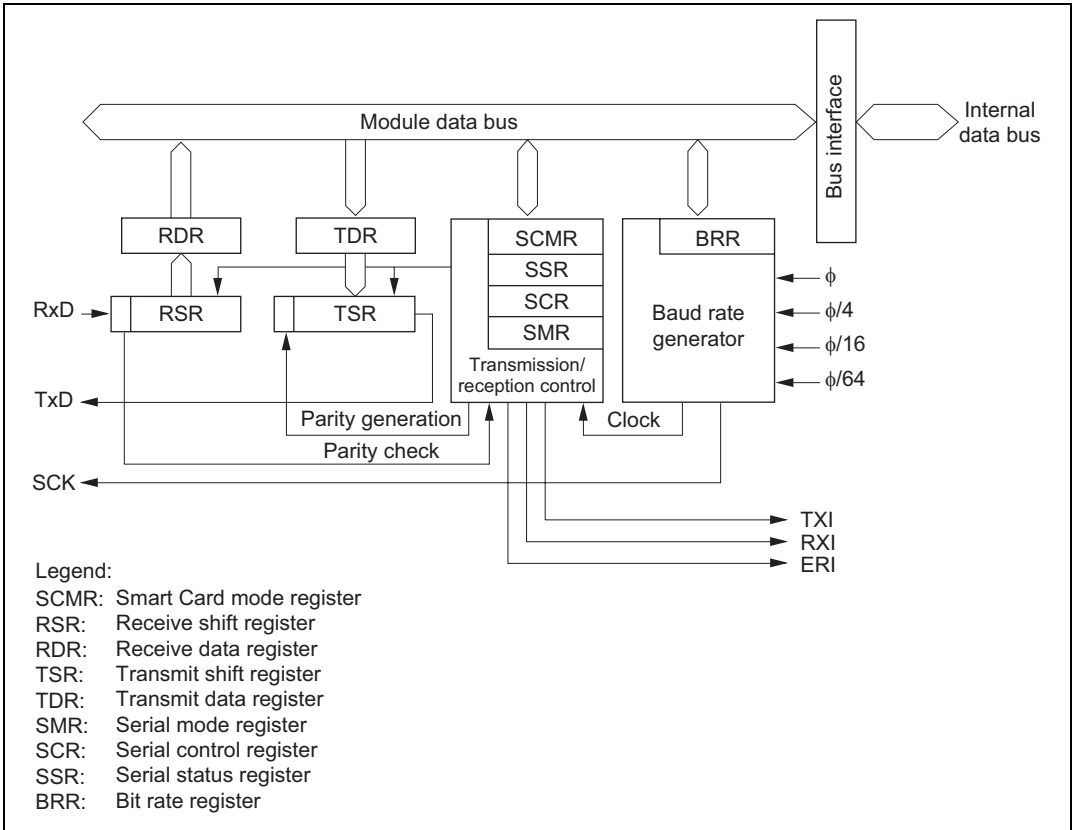 Module data bus
Bus interface
Internal
data bus
RDR
TDR
SCMR
SSR
SCR
SMR
Transmission/
reception control
BRR
Baud rate
generator
ϕ
ϕ/4
ϕ/16
ϕ/64
RxD
RSR
TSR
TxD
Parity generation
Clock
Parity check
SCK
TXI
RXI
ERI
Legend:
SCMR: Smart Card mode register
RSR: Receive shift register
RDR: Receive data register
TSR: Transmit shift register
TDR: Transmit data register
SMR: Serial mode register
SCR: Serial control register
SSR: Serial status register
BRR: Bit rate register